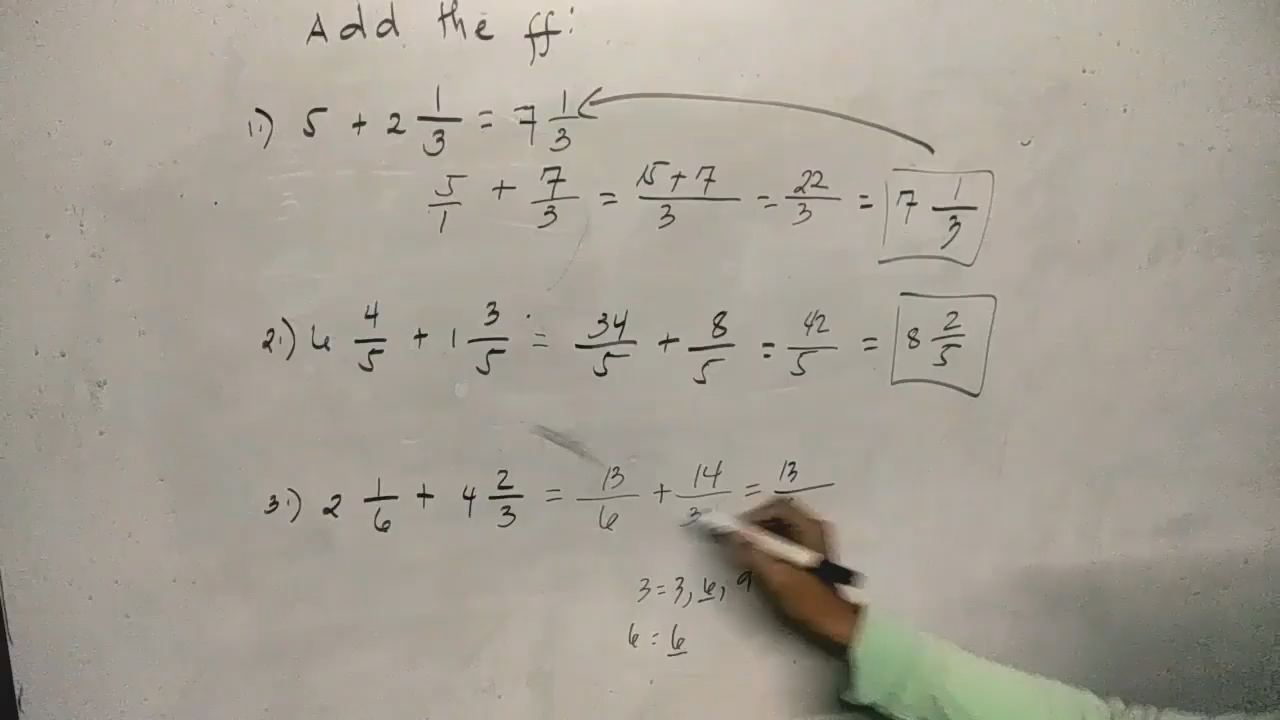 Add the ff:
1.) 5 + 2 1/3 = 7 1/3
5/1 + 7/3 = 15+7/3 = 22/3 = 7 1/3
2.) 6 4/5 + 1 3/5 = 34/5 + 8/5 = 42/5 = 8 2/5
3.) 2 1/6 + 4 2/3 = 13/6 + 14/3 = 13
3 = 3, 6, 9
6 = 6